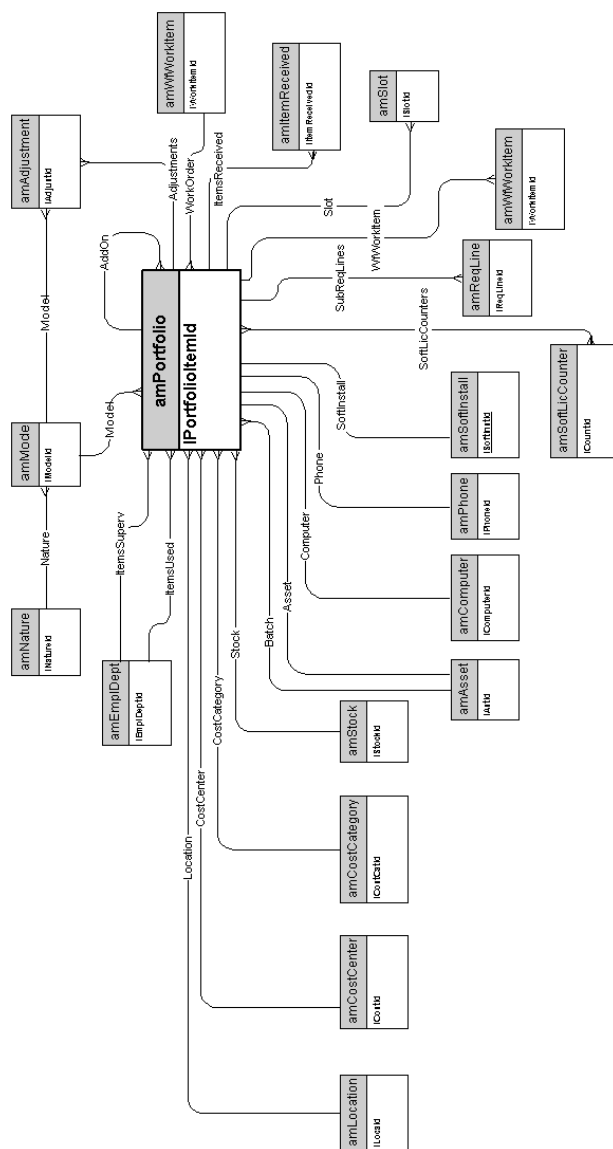 amNature
lNatureId
Nature
amMode
lModelId
Model
amAdjustment
lAdjustId
Model
AddOn
amEmplDept
lEmplDeptId
ItemsSuperv
ItemsUsed
amPortfolio
lPortfolioItemId
Adjustments
WorkOrder
ItemsReceived
amWfWorkItem
lWorkItemId
amItemReceived
lItemReceivedId
Location
CostCenter
CostCategory
Stock
Batch
Asset
Computer
Phone
SoftInstall
SoftLicCounters
SubReqLines
WfWorkItem
Slot
amSlot
lSlotId
amLocation
lLocaId
amCostCenter
lCostId
amCostCategory
lCostCatId
amStock
lStockId
amAsset
lAstId
amComputer
lComputerId
amPhone
lPhoneId
amSoftInstall
lSoftInstId
amReqLine
lReqLineId
amWfWorkItem
lWorkItemId
amSoftLicCounter
lCountId